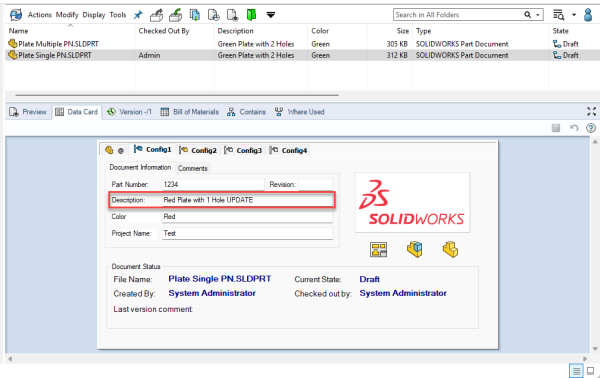 Actions Modify Display Tools Search in All Folders
Name Checked Out By Description Color Size Type State
Plate Multiple PN.SLDPRT Green Plate with 2 Holes Green 305 KB SOLIDWORKS Part Document Draft
Plate Single PN.SLDPRT Admin Green Plate with 2 Holes Green 312 KB SOLIDWORKS Part Document Draft
Preview Data Card Version -/1 Bill of Materials Contains Where Used
@ Config1 Config2 Config3 Config4
Document Information Comments
Part Number: 1234 Revision:
Description: Red Plate with 1 Hole UPDATE
Color Red
Project Name: Test
SOLIDWORKS
Document Status
File Name: Plate Single PN.SLDPRT Current State: Draft
Created By: System Administrator Checked out by: System Administrator
Last version comment: